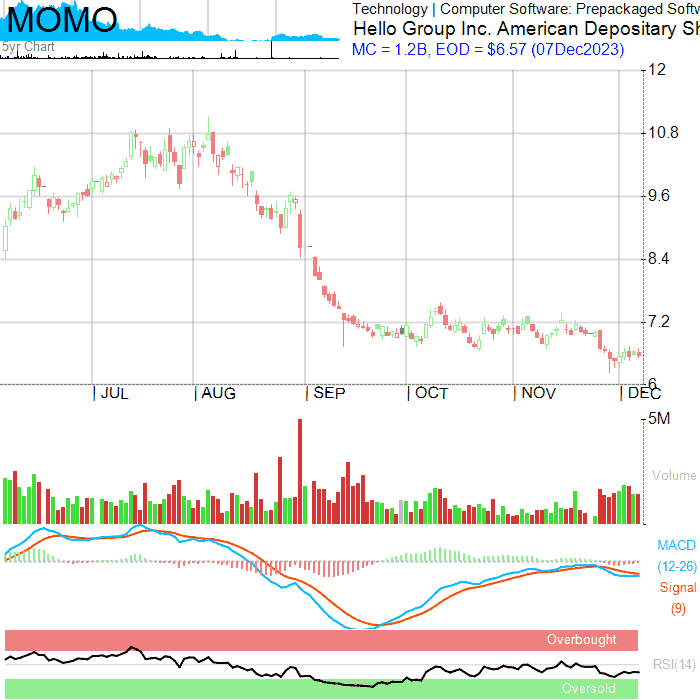 MOMO
5yr Chart
Technology | Computer Software: Prepackaged Softw
Hello Group Inc. American Depositary Sh
MC = 1.2B, EOD = $6.57 (07Dec2023)
12
10.8
9.6
8.4
7.2
6
| JUL | AUG | SEP | OCT | NOV | DEC
5M
Volume
MACD
(12-26)
Signal
(9)
Overbought
RSI(14)
Oversold